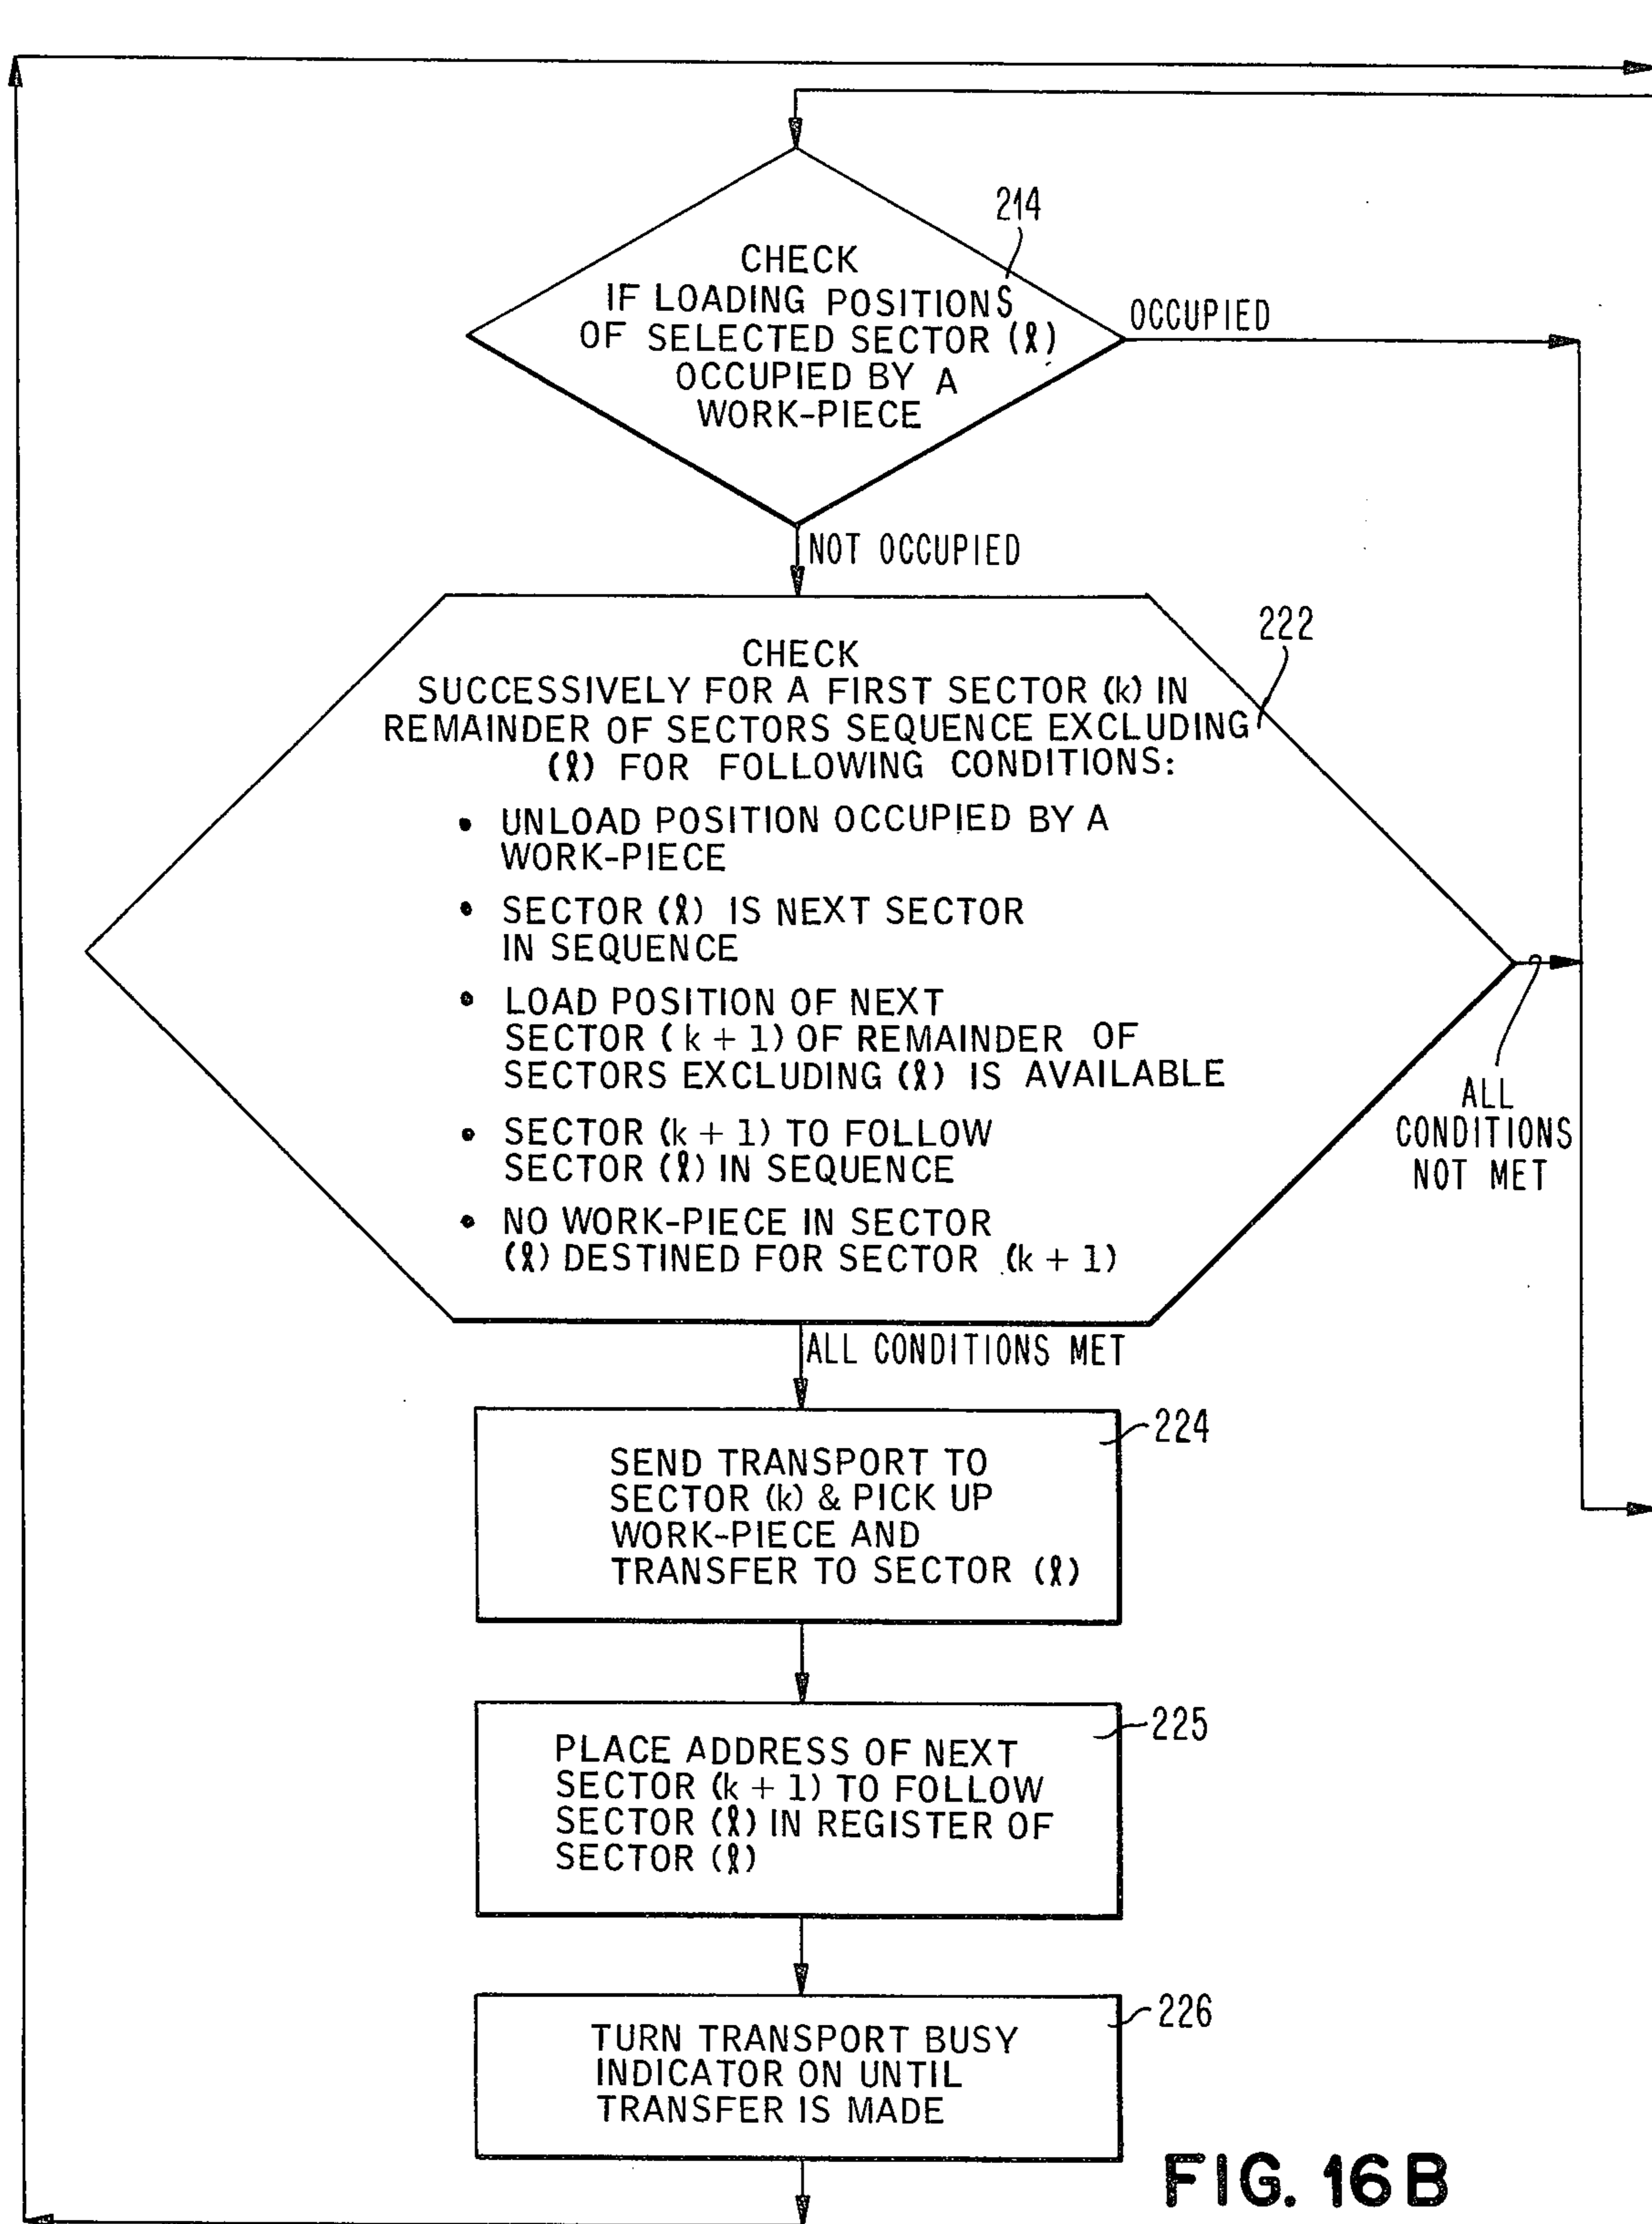 214
CHECK
IF LOADING POSITIONS
OF SELECTED SECTOR (ℓ)
OCCUPIED BY A
WORK-PIECE
OCCUPIED
NOT OCCUPIED
222
CHECK
SUCCESSIVELY FOR A FIRST SECTOR (k) IN
REMAINDER OF SECTORS SEQUENCE EXCLUDING
(ℓ) FOR FOLLOWING CONDITIONS:
• UNLOAD POSITION OCCUPIED BY A
WORK-PIECE
• SECTOR (ℓ) IS NEXT SECTOR
IN SEQUENCE
• LOAD POSITION OF NEXT
SECTOR (k + 1) OF REMAINDER OF
SECTORS EXCLUDING (ℓ) IS AVAILABLE
• SECTOR (k + 1) TO FOLLOW
SECTOR (ℓ) IN SEQUENCE
• NO WORK-PIECE IN SECTOR
(ℓ) DESTINED FOR SECTOR (k + 1)
ALL
CONDITIONS
NOT MET
ALL CONDITIONS MET
224
SEND TRANSPORT TO
SECTOR (k) & PICK UP
WORK-PIECE AND
TRANSFER TO SECTOR (ℓ)
225
PLACE ADDRESS OF NEXT
SECTOR (k + 1) TO FOLLOW
SECTOR (ℓ) IN REGISTER OF
SECTOR (ℓ)
226
TURN TRANSPORT BUSY
INDICATOR ON UNTIL
TRANSFER IS MADE
FIG. 16B